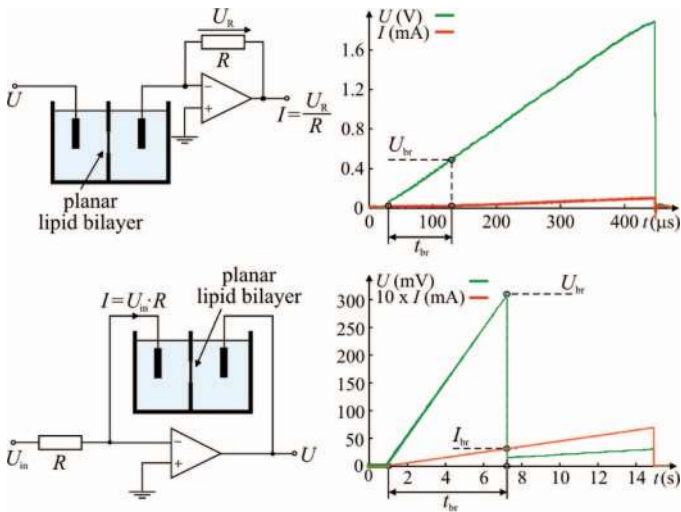 U_R
R
U
I = U_R/R
planar
lipid bilayer
U (V)
I (mA)
1.6
1.2
0.8
0.4
0
U_br
0 100 200 300 400 t (μs)
t_br
planar
lipid bilayer
I = U_in · R
U_in
R
U
U (mV)
10 x I (mA)
300
250
200
150
100
50
0
U_br
I_br
0 2 4 6 8 10 12 14 t (s)
t_br